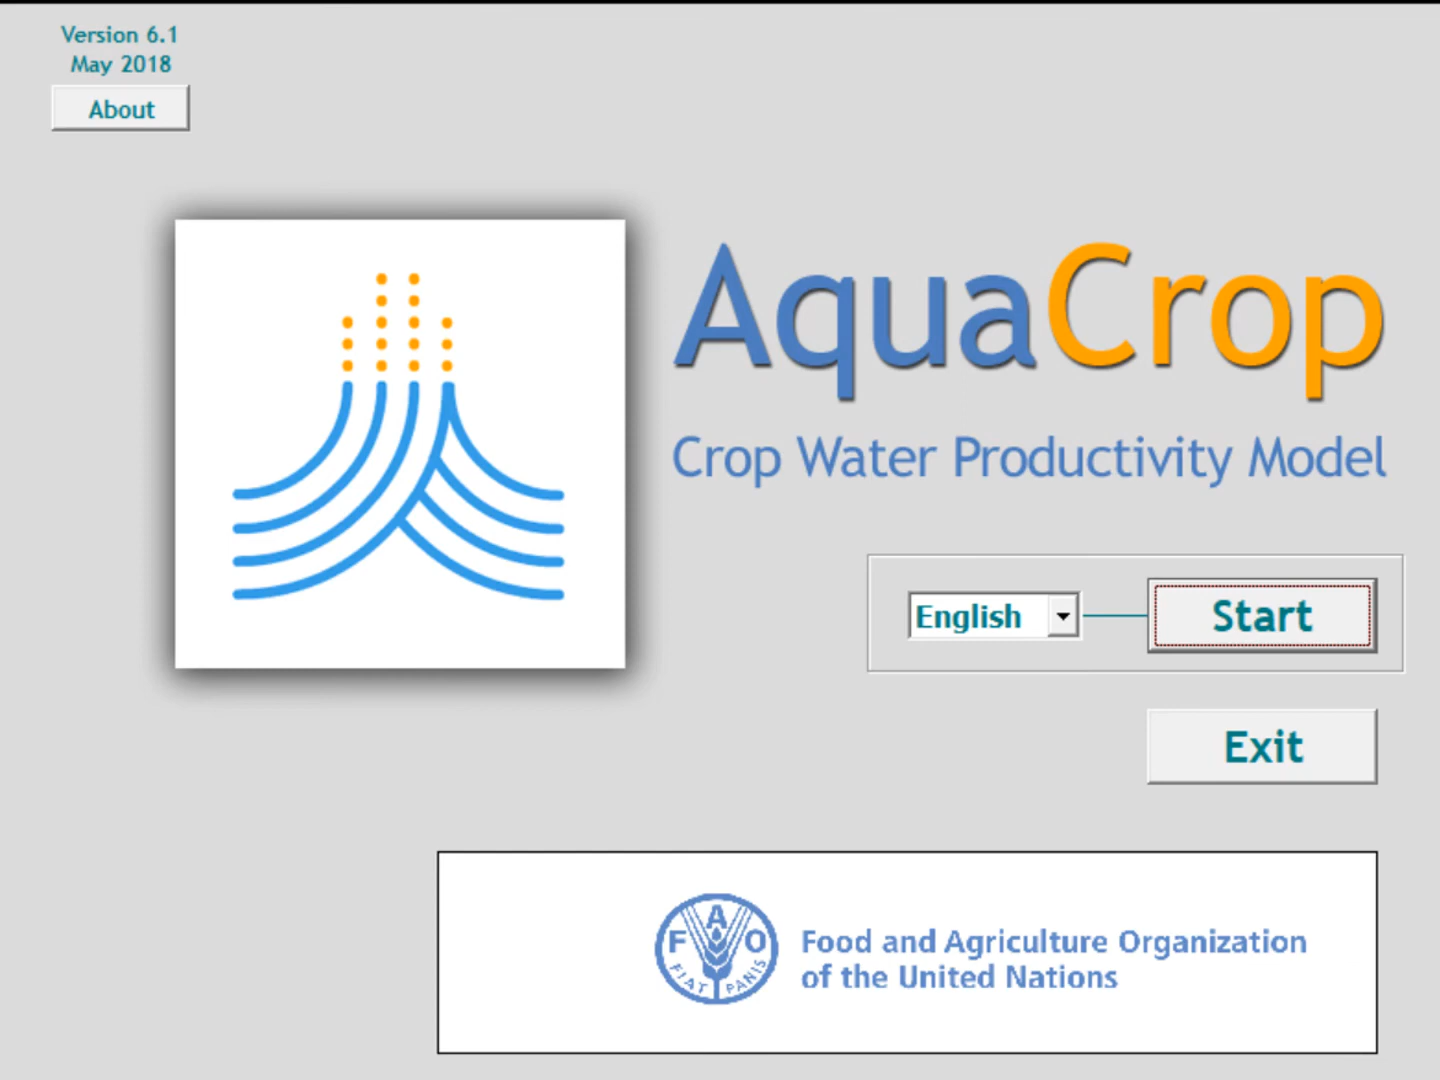 Version 6.1
May 2018
About
AquaCrop
Crop Water Productivity Model
English
Start
Exit
F A O
FIAT PANIS
Food and Agriculture Organization
of the United Nations